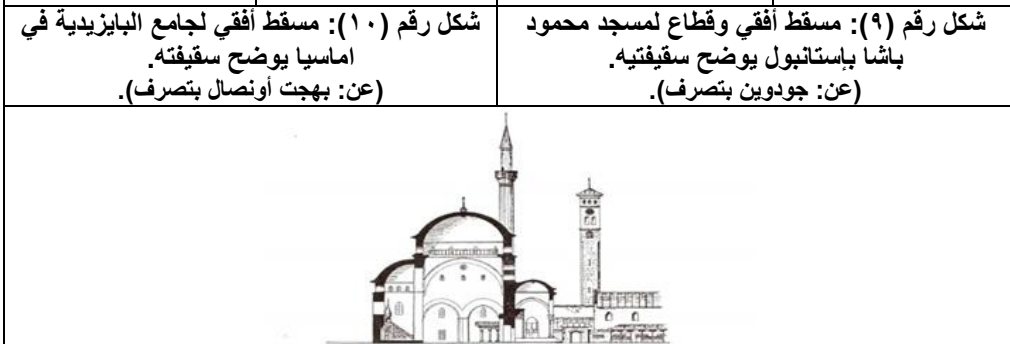 شكل رقم (٩): مسقط أفقي وقطاع لمسجد محمود
باشا بإستانبول يوضح سقيفتيه.
(عن: جودوين بتصرف).
شكل رقم (١٠): مسقط أفقي لجامع البايزيدية في
اماسيا يوضح سقيفته.
(عن: بهجت أونصال بتصرف).